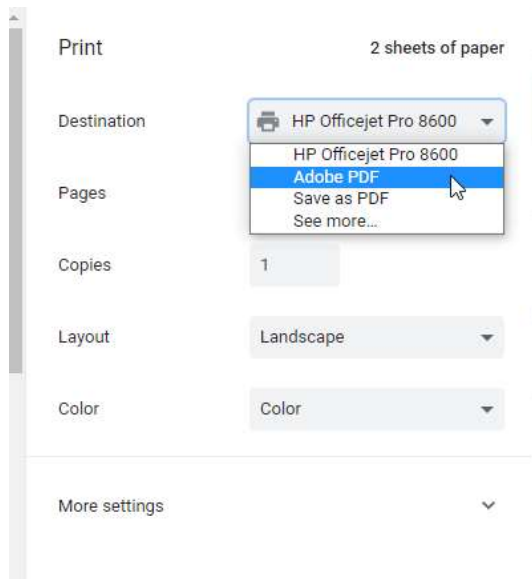 Print 2 sheets of paper
Destination HP Officejet Pro 8600
HP Officejet Pro 8600
Adobe PDF
Pages
Save as PDF
See more...
Copies 1
Layout Landscape
Color Color
More settings